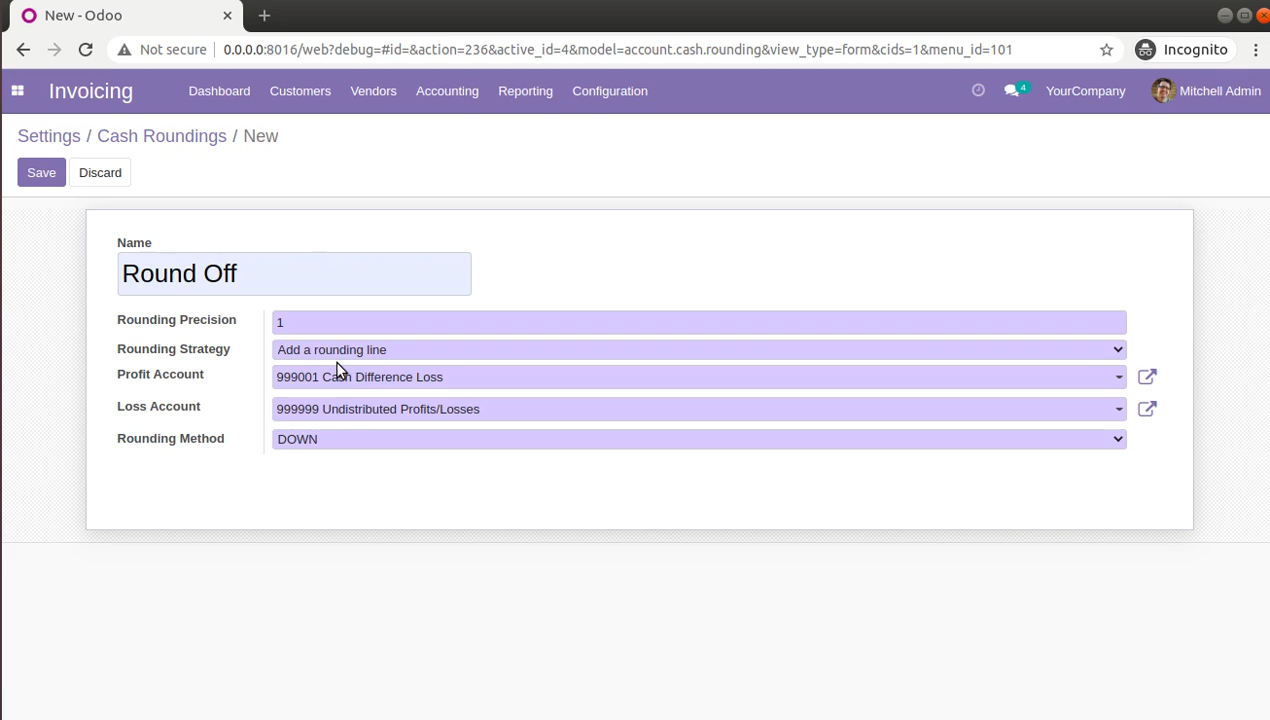 New - Odoo
Not secure 0.0.0.0:8016/web?debug=#id=&action=236&active_id=4&model=account.cash.rounding&view_type=form&cids=1&menu_id=101 Incognito
Invoicing Dashboard Customers Vendors Accounting Reporting Configuration 4 YourCompany Mitchell Admin
Settings / Cash Roundings / New
Save Discard
Name
Round Off
Rounding Precision 1
Rounding Strategy Add a rounding line
Profit Account 999001 Cash Difference Loss
Loss Account 999999 Undistributed Profits/Losses
Rounding Method DOWN